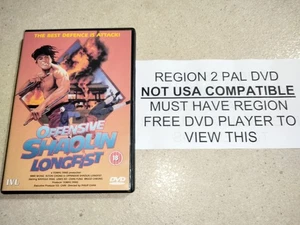 THE BEST DEFENCE IS ATTACK!
OFFENSIVE
SHAOLIN
LONGFIST
18
DVD
REGION 2 PAL DVD
NOT USA COMPATIBLE
MUST HAVE REGION
FREE DVD PLAYER TO
VIEW THIS